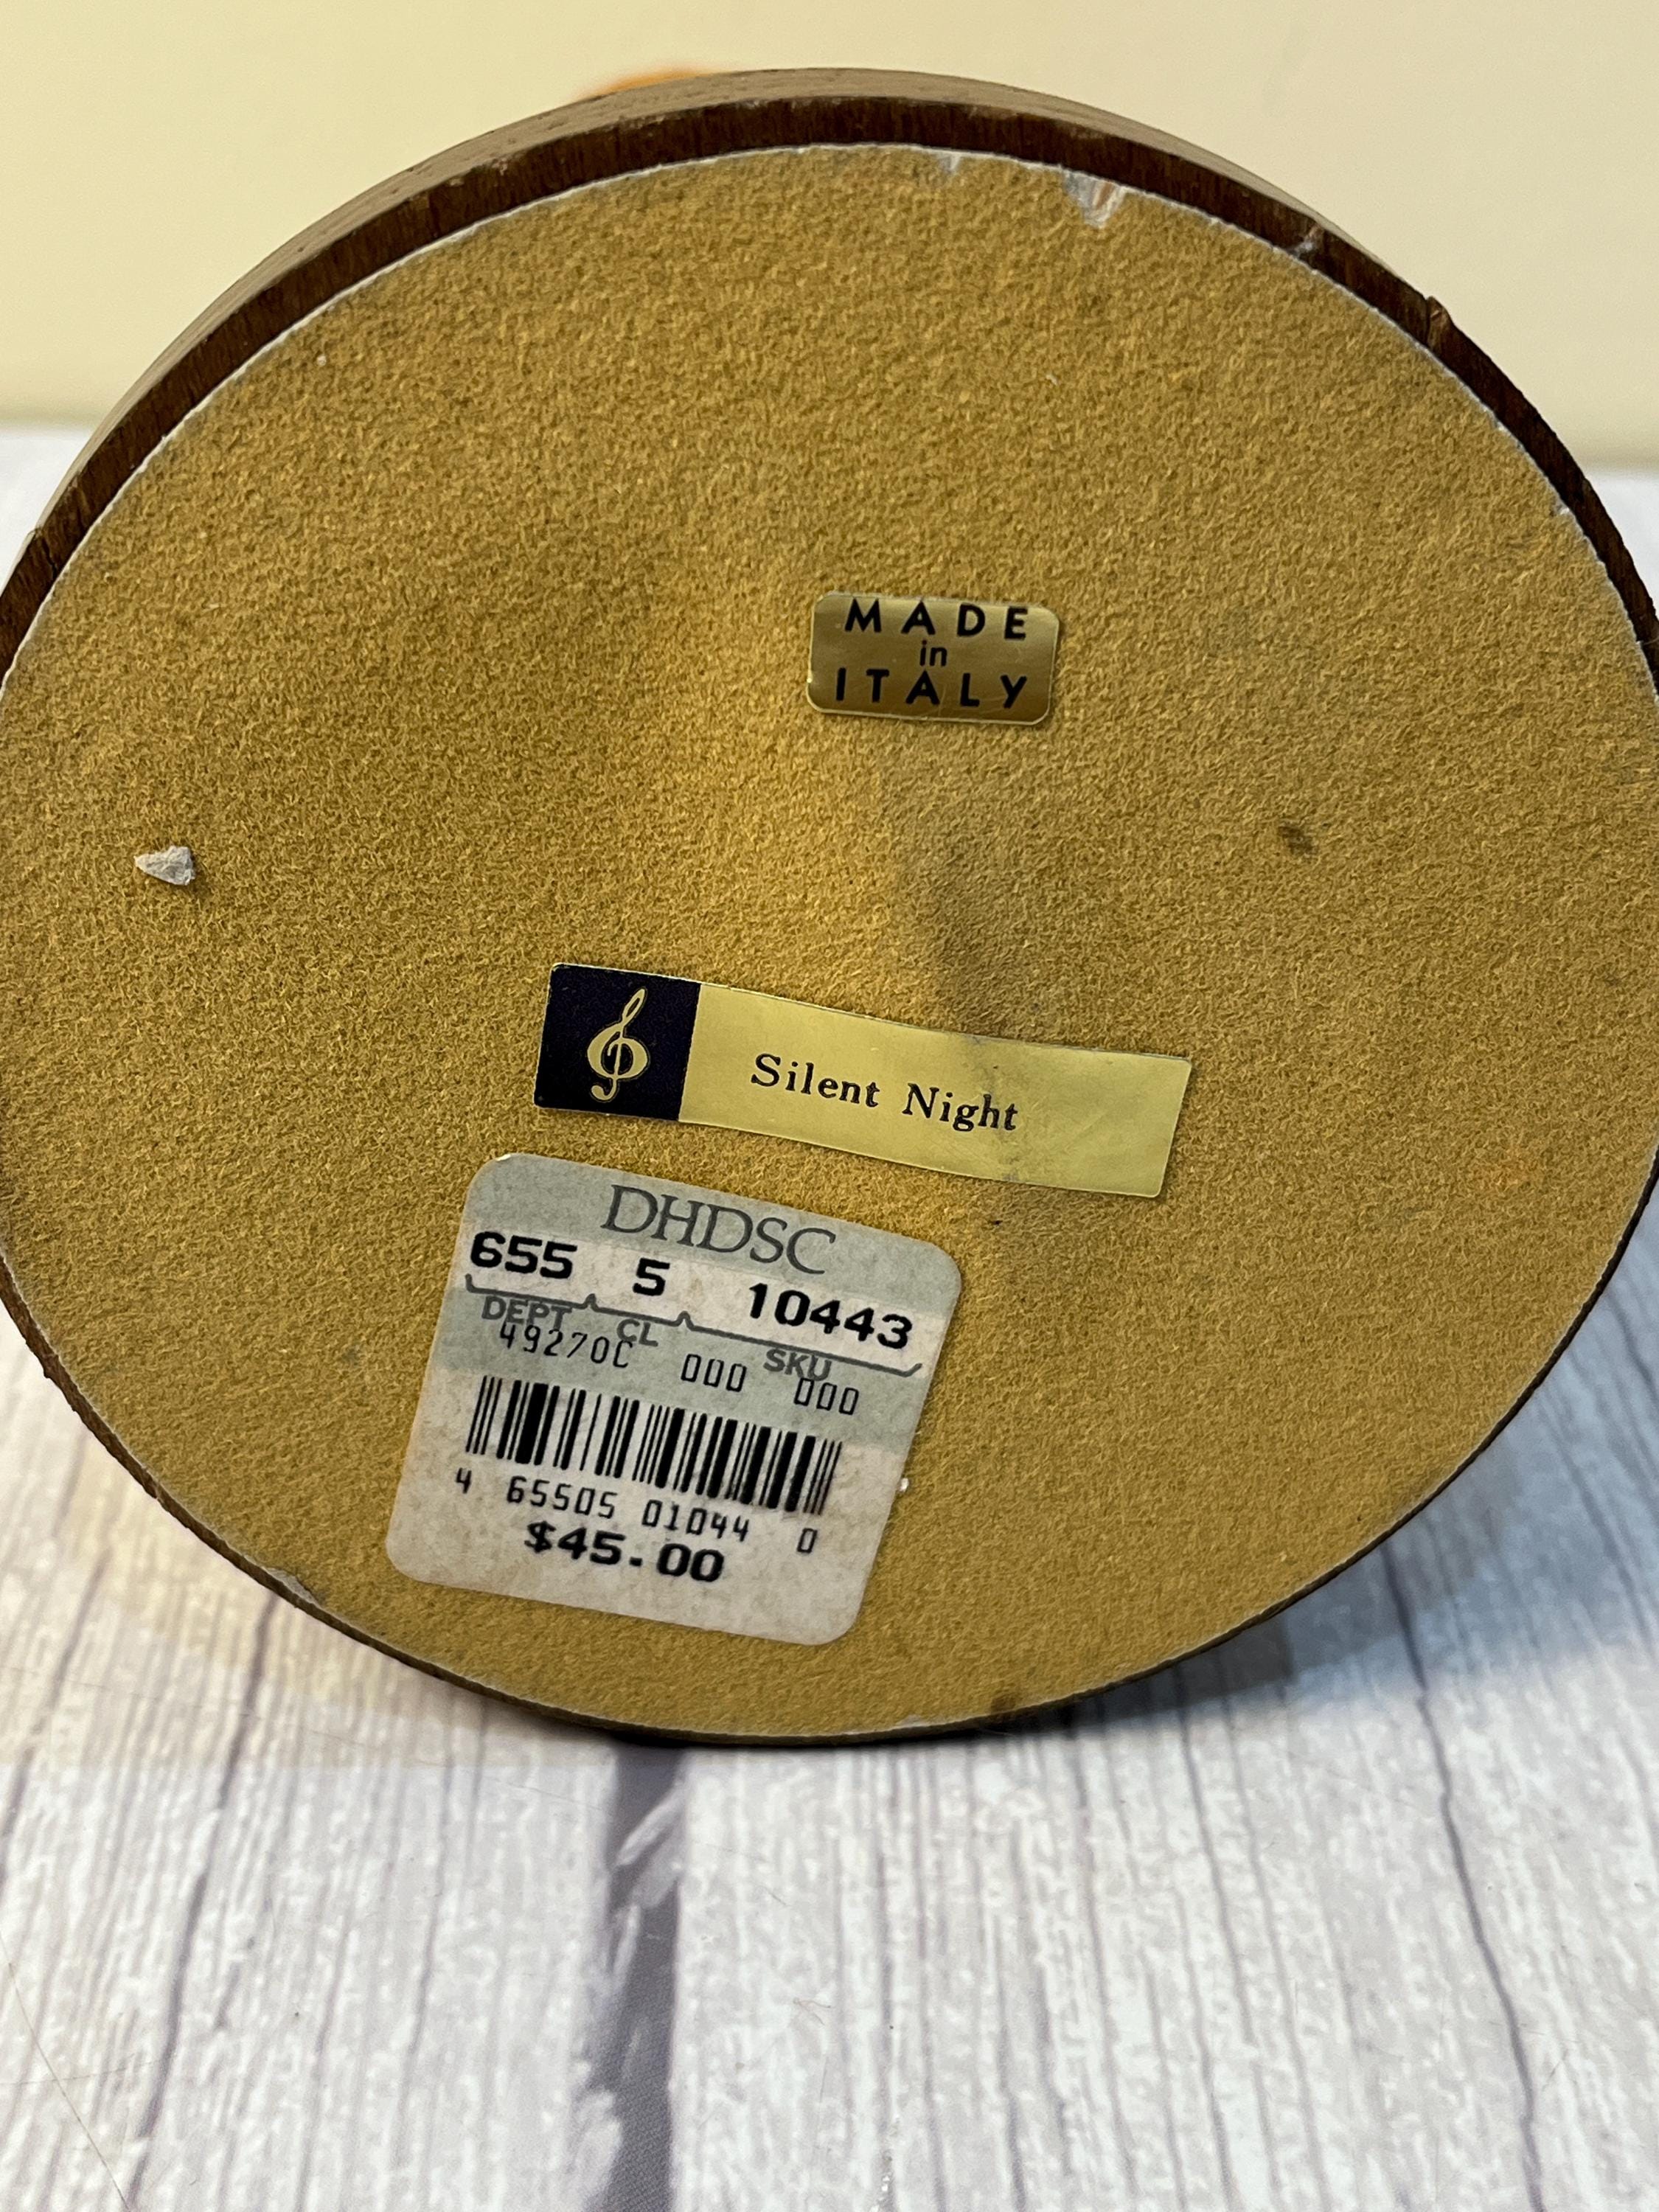 MADE
in
ITALY
Silent Night
DHDSC
655 5 10443
DEPT CL SKU
49270C 000 000
4 65505 01044 0
$45.00